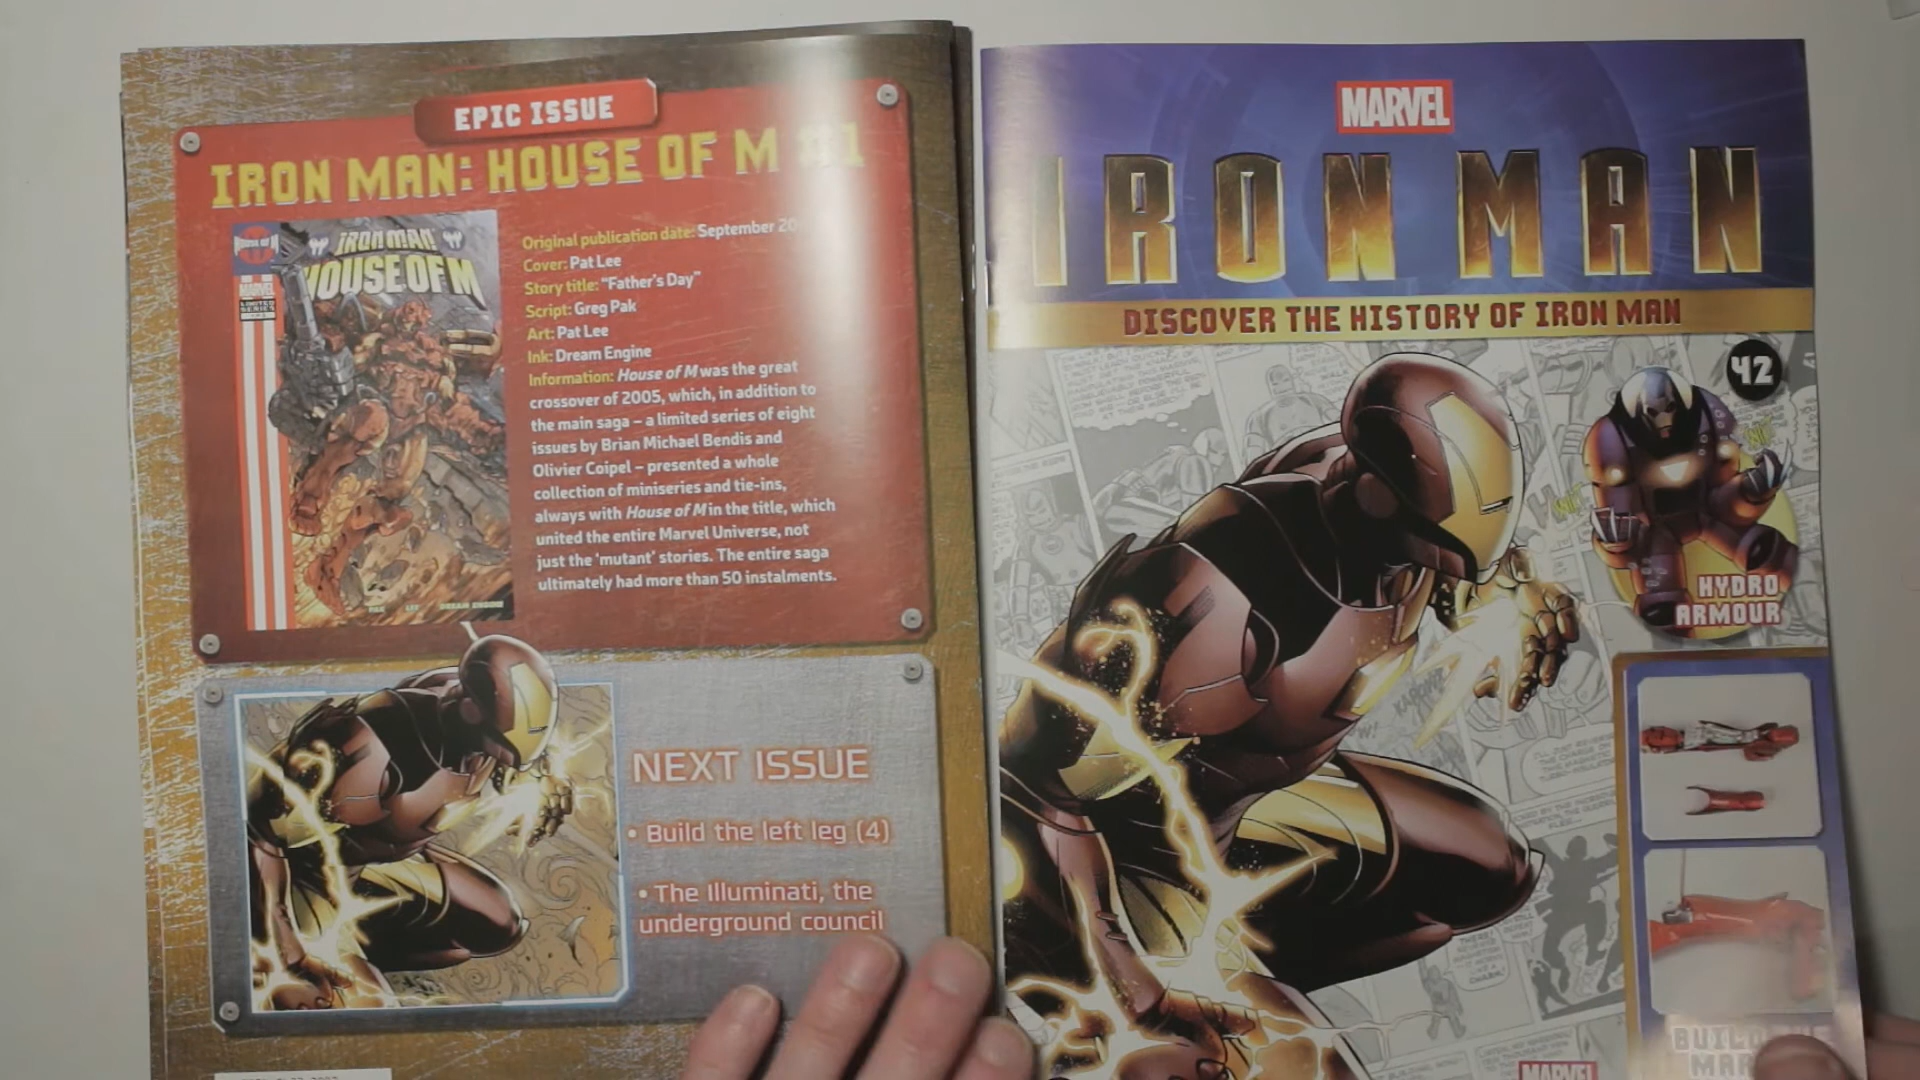 EPIC ISSUE
IRON MAN: HOUSE OF M #1
HOUSE OF M
IRON MAN
HOUSE OF M
MARVEL
LIMITED
SERIES
PAK LEE DREAM ENGINE
Original publication date: September 20
Cover: Pat Lee
Story title: "Father's Day"
Script: Greg Pak
Art: Pat Lee
Ink: Dream Engine
Information: House of M was the great
crossover of 2005, which, in addition to
the main saga – a limited series of eight
issues by Brian Michael Bendis and
Olivier Coipel – presented a whole
collection of miniseries and tie-ins,
always with House of M in the title, which
united the entire Marvel Universe, not
just the 'mutant' stories. The entire saga
ultimately had more than 50 instalments.
NEXT ISSUE
• Build the left leg (4)
• The Illuminati, the
underground council
MARVEL
IRON MAN
DISCOVER THE HISTORY OF IRON MAN
42
HYDRO
ARMOUR
BUILD
MAR
MARVEL